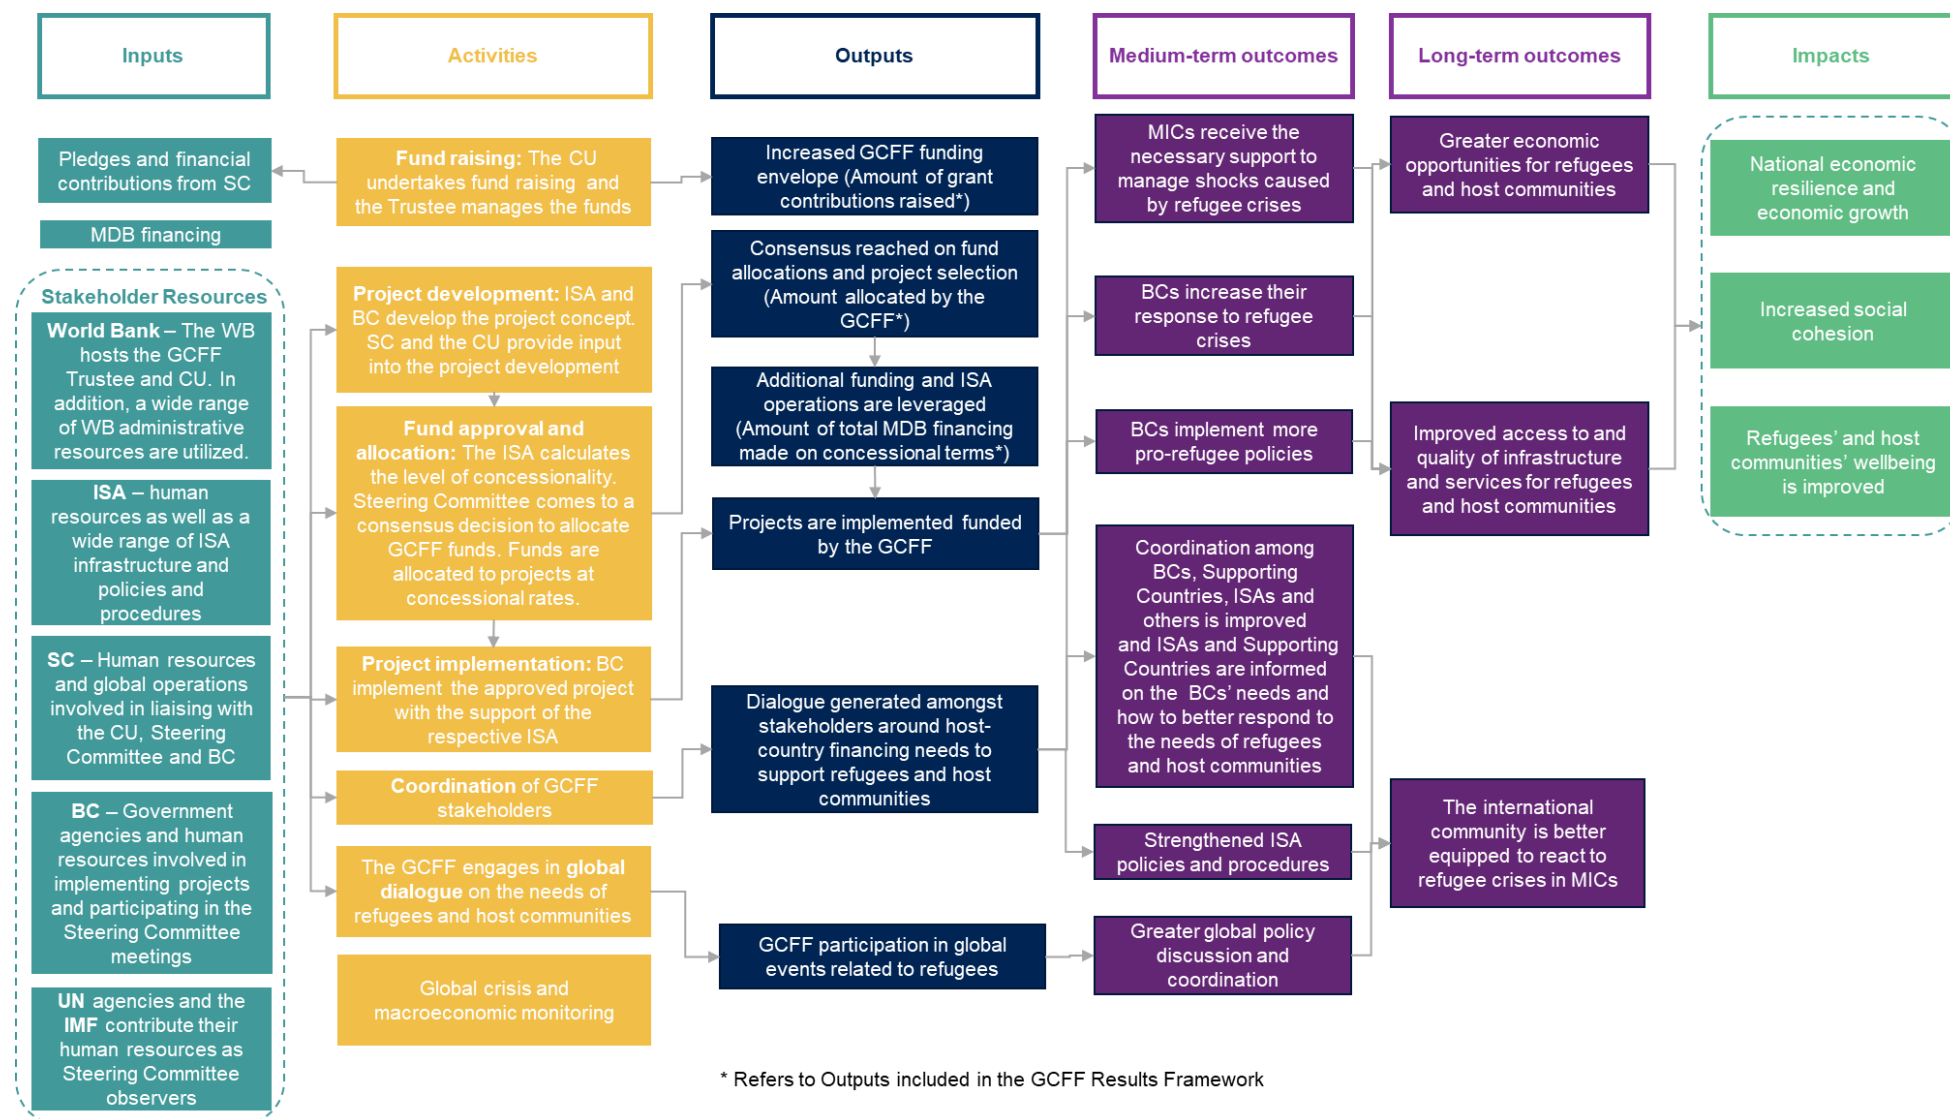 Inputs
Activities
Outputs
Medium-term outcomes
Long-term outcomes
Impacts
Pledges and financial
contributions from SC
MDB financing
Stakeholder Resources
World Bank – The WB
hosts the GCFF
Trustee and CU. In
addition, a wide range
of WB administrative
resources are utilized.
ISA – human
resources as well as a
wide range of ISA
infrastructure and
policies and
procedures
SC – Human resources
and global operations
involved in liaising with
the CU, Steering
Committee and BC
BC – Government
agencies and human
resources involved in
implementing projects
and participating in the
Steering Committee
meetings
UN agencies and the
IMF contribute their
human resources as
Steering Committee
observers
Fund raising: The CU
undertakes fund raising and
the Trustee manages the funds
Project development: ISA and
BC develop the project concept.
SC and the CU provide input
into the project development
Fund approval and
allocation: The ISA calculates
the level of concessionality.
Steering Committee comes to a
consensus decision to allocate
GCFF funds. Funds are
allocated to projects at
concessional rates.
Project implementation: BC
implement the approved project
with the support of the
respective ISA
Coordination of GCFF
stakeholders
The GCFF engages in global
dialogue on the needs of
refugees and host communities
Global crisis and
macroeconomic monitoring
Increased GCFF funding
envelope (Amount of grant
contributions raised*)
Consensus reached on fund
allocations and project selection
(Amount allocated by the
GCFF*)
Additional funding and ISA
operations are leveraged
(Amount of total MDB financing
made on concessional terms*)
Projects are implemented funded
by the GCFF
Dialogue generated amongst
stakeholders around host-
country financing needs to
support refugees and host
communities
GCFF participation in global
events related to refugees
MICs receive the
necessary support to
manage shocks caused
by refugee crises
BCs increase their
response to refugee
crises
BCs implement more
pro-refugee policies
Coordination among
BCs, Supporting
Countries, ISAs and
others is improved
and ISAs and Supporting
Countries are informed
on the BCs' needs and
how to better respond to
the needs of refugees
and host communities
Strengthened ISA
policies and procedures
Greater global policy
discussion and
coordination
Greater economic
opportunities for refugees
and host communities
Improved access to and
quality of infrastructure
and services for refugees
and host communities
The international
community is better
equipped to react to
refugee crises in MICs
National economic
resilience and
economic growth
Increased social
cohesion
Refugees' and host
communities' wellbeing
is improved
* Refers to Outputs included in the GCFF Results Framework